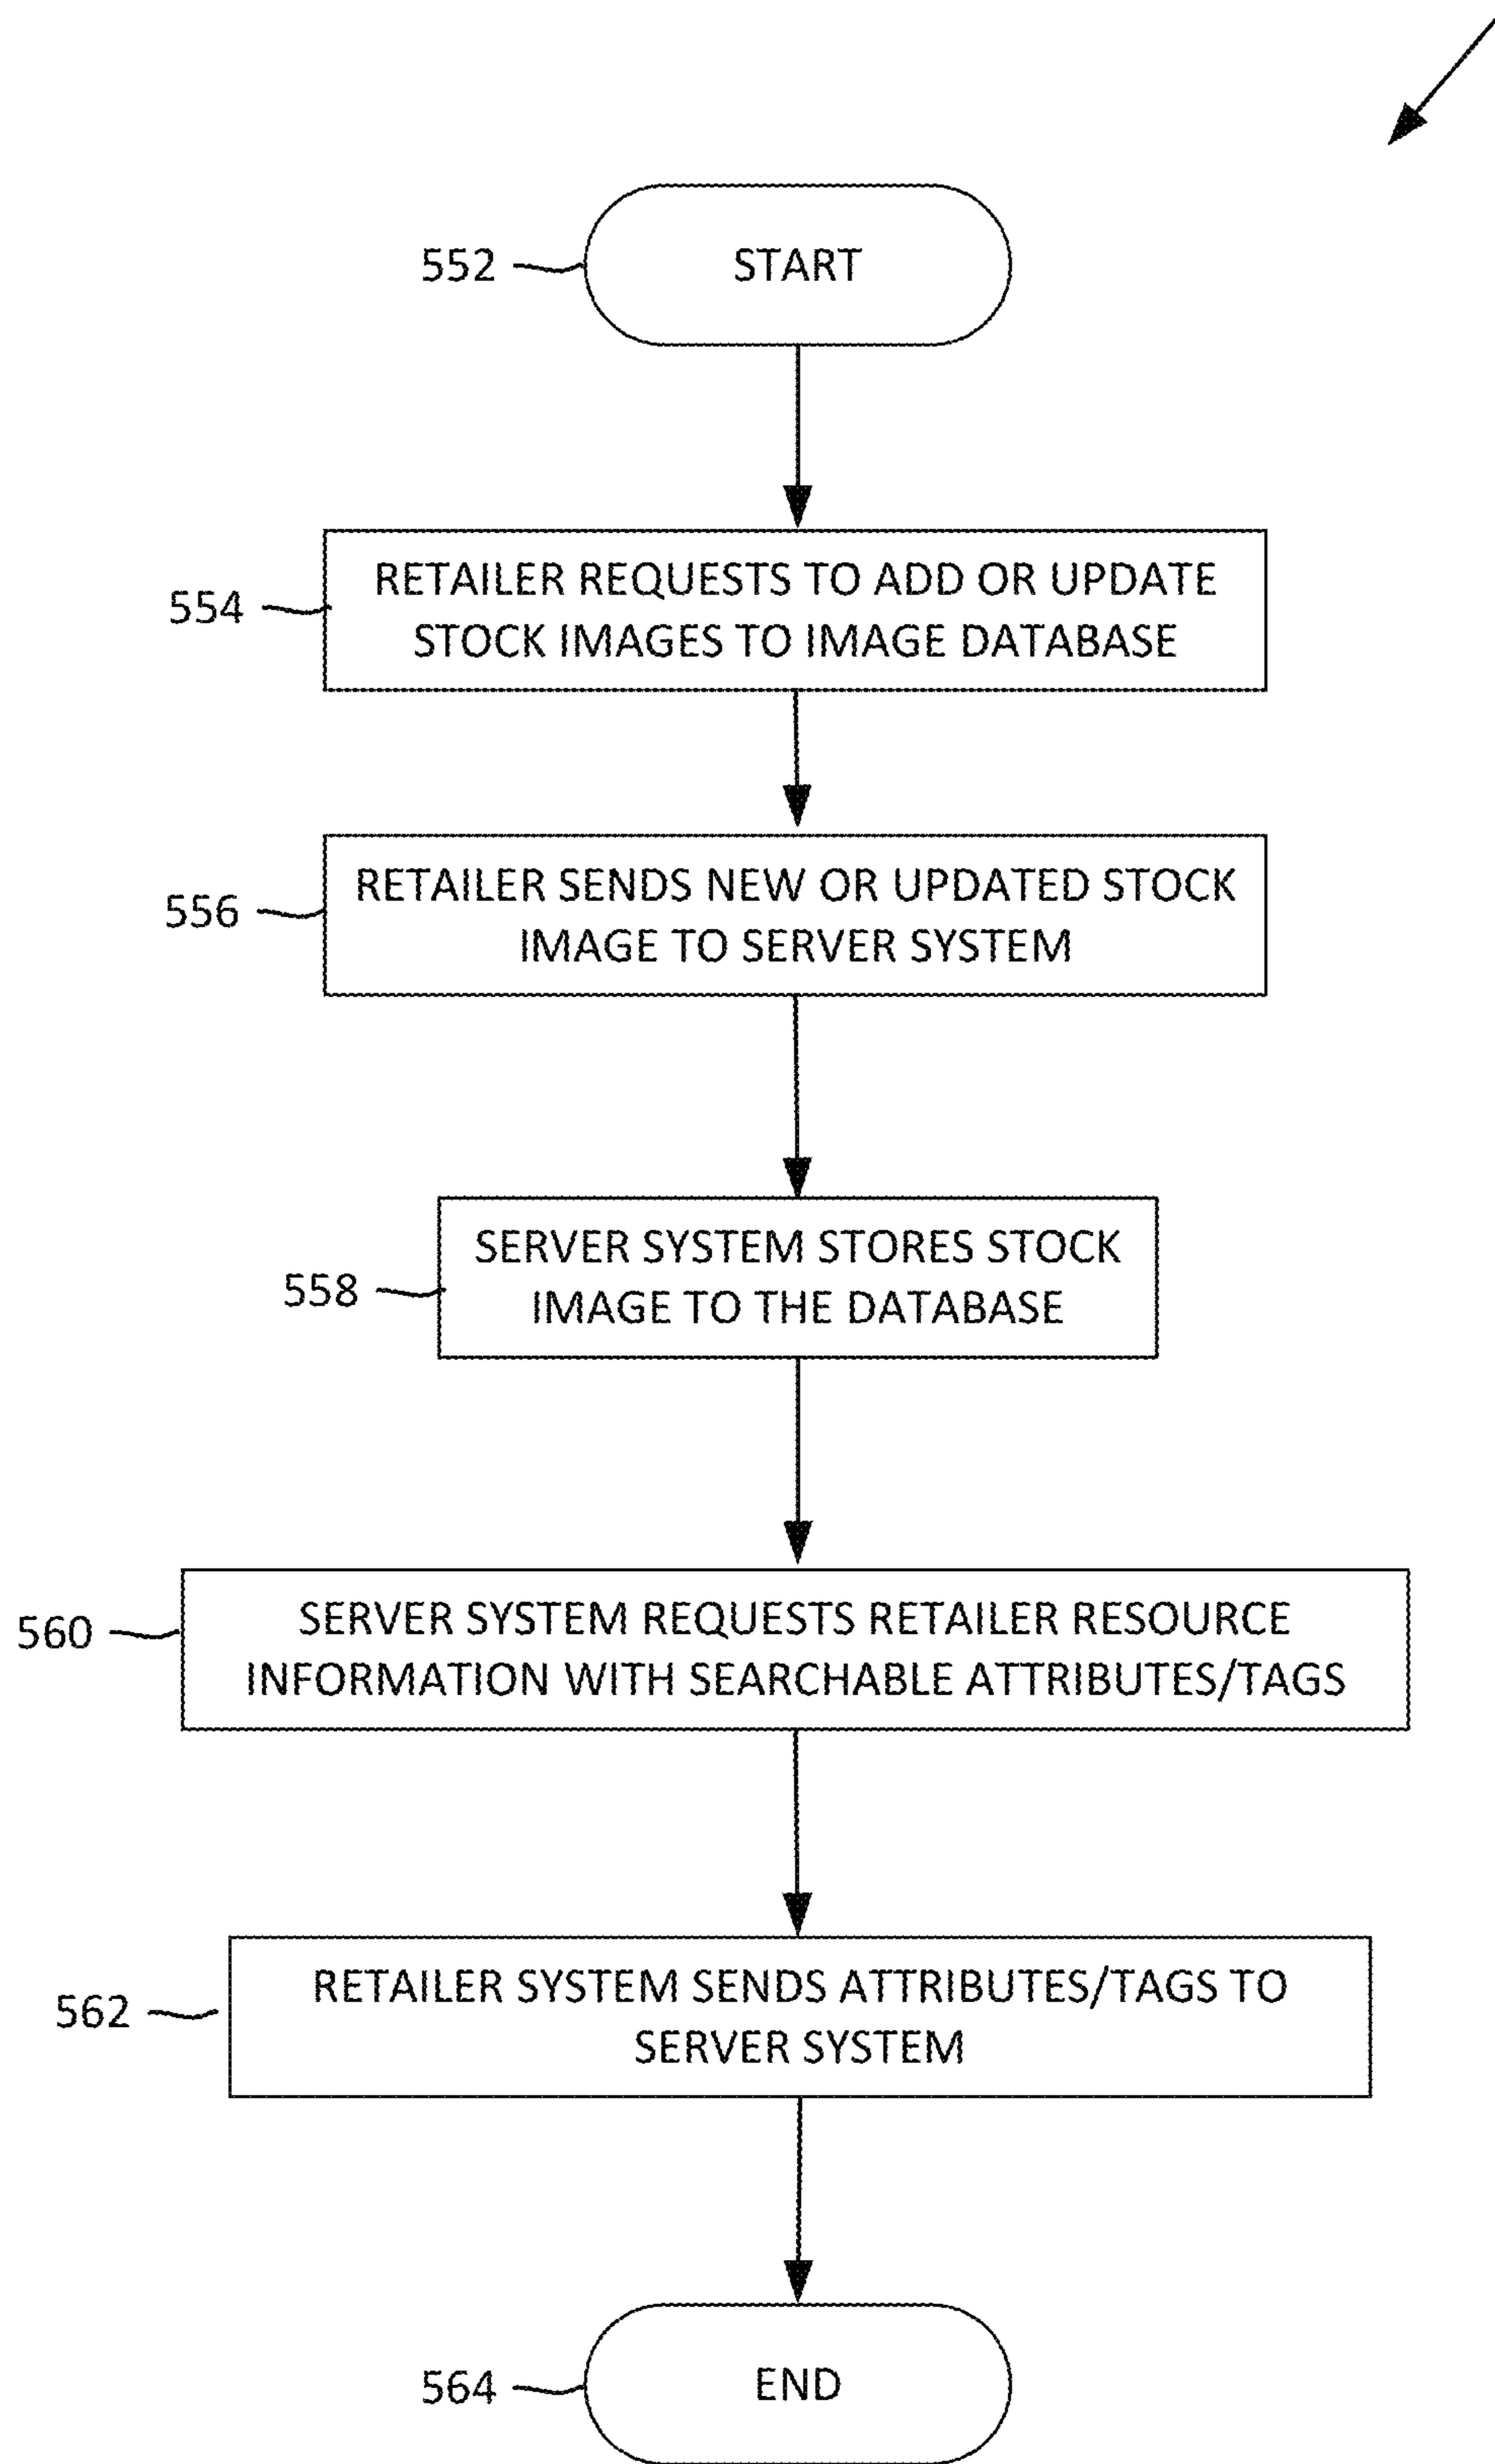 552
START
554
RETAILER REQUESTS TO ADD OR UPDATE
STOCK IMAGES TO IMAGE DATABASE
556
RETAILER SENDS NEW OR UPDATED STOCK
IMAGE TO SERVER SYSTEM
558
SERVER SYSTEM STORES STOCK
IMAGE TO THE DATABASE
560
SERVER SYSTEM REQUESTS RETAILER RESOURCE
INFORMATION WITH SEARCHABLE ATTRIBUTES/TAGS
562
RETAILER SYSTEM SENDS ATTRIBUTES/TAGS TO
SERVER SYSTEM
564
END